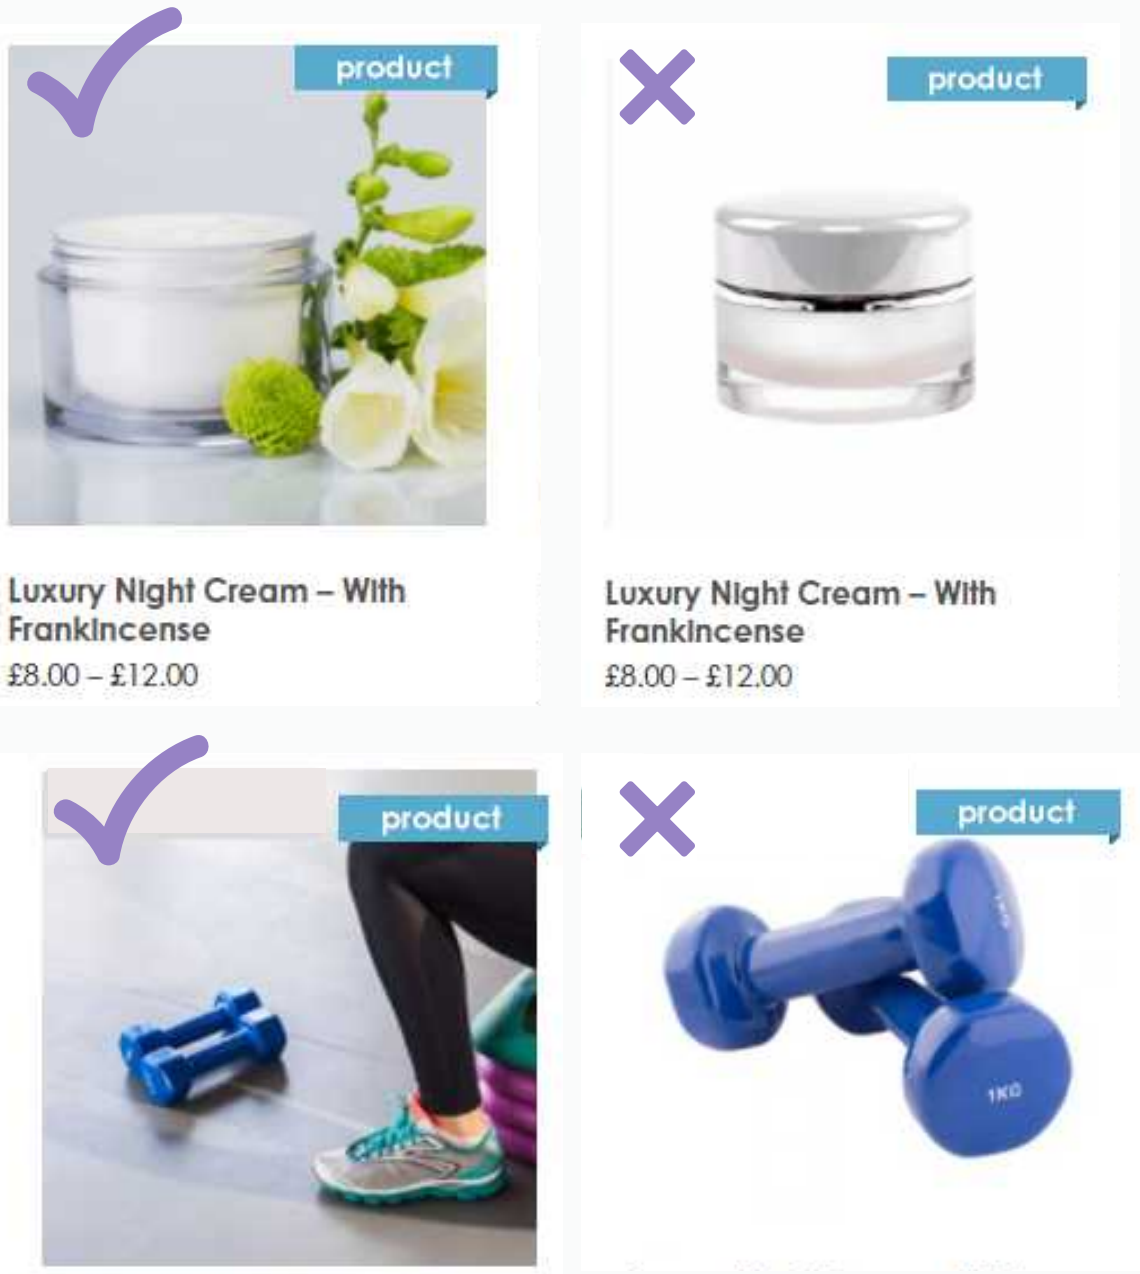 product
Luxury Night Cream – With
Frankincense
£8.00 – £12.00
product
Luxury Night Cream – With
Frankincense
£8.00 – £12.00
product
product
1KG